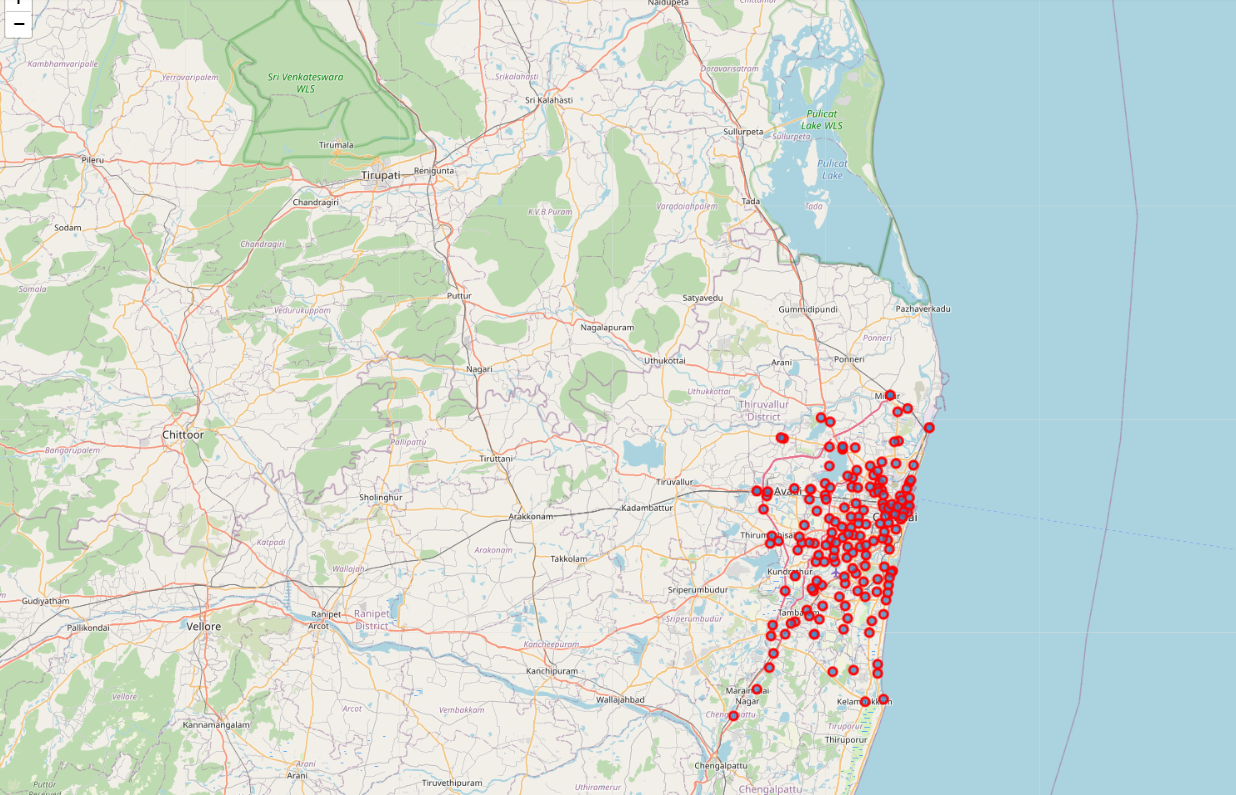 +
−
Naidupeta
Kambhamvaripalle
Yerravaripalem
Sri Venkateswara
WLS
Srikalahasti
Doravarisatram
Sri Kalahasti
Pulicat
Lake WLS
Sullurpeta
Sullurpeta
Tirumala
Pileru
Tirupati
Renigunta
Pulicat
Lake
Chandragiri
K.V.B.Puram
Varadaiahpalem
Tada
Tada
Sodam
Chandragiri
Somala
Vedurukuppam
Puttur
Satyavedu
Gummidipundi
Pazhaverkadu
Nagalapuram
Ponneri
Nagari
Uthukottai
Arani
Ponneri
Uthukkottai
Thiruvallur
District
Chittoor
Pallipattu
Bangarupalem
Tiruttani
Tiruvallur
Sholinghur
Kadambattur
Arakkonam
Katpadi
Arakonam
Takkolam
Wallajah
Sriperumbudur
Gudiyatham
Ranipet
Arcot
Ranipet
District
Sriperumbudur
Pallikondai
Vellore
Kancheepuram
Kanchipuram
Vellore
Wallajahbad
Nagar
Arcot
Vembakkam
Kannamangalam
Tiruporur
Thiruporur
Arani
Arani
Chengalpattu
Tiruvethipuram
Uthiramerur
Chengalpattu
District